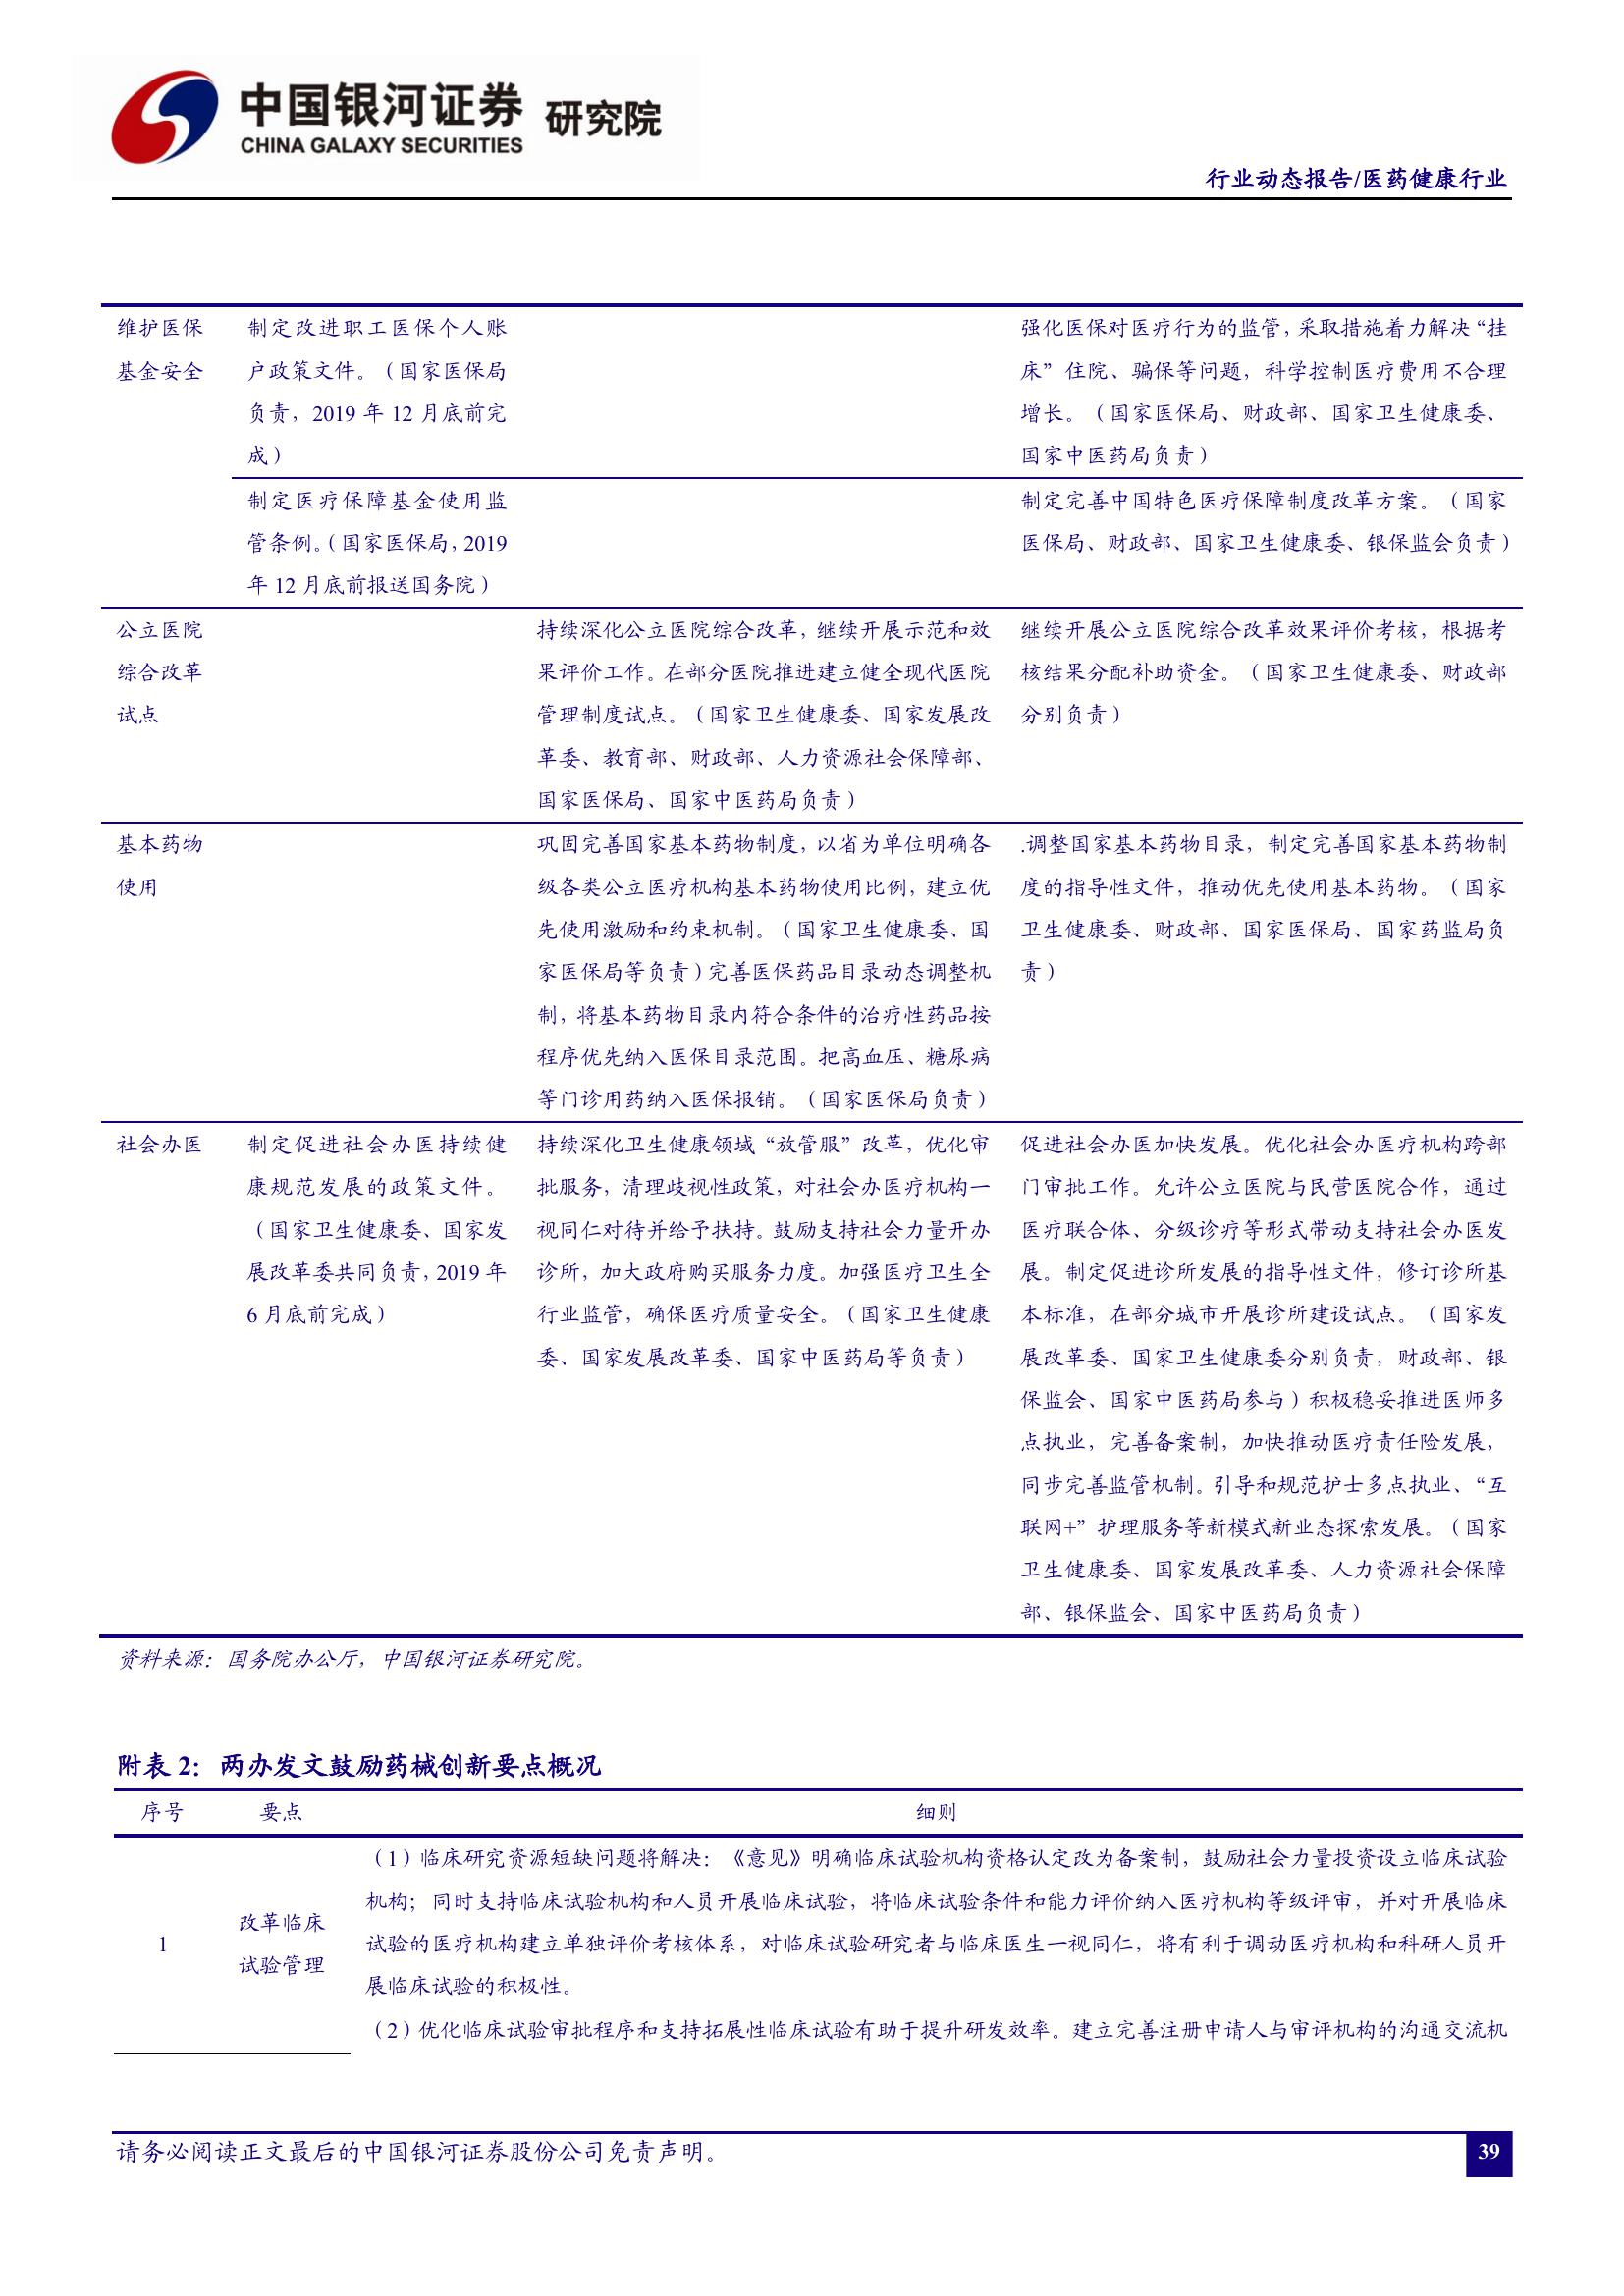 中国银河证券 研究院
CHINA GALAXY SECURITIES
行业动态报告/医药健康行业
维护医保
基金安全
制定改进职工医保个人账
户政策文件。（国家医保局
负责，2019 年 12 月底前完
成）
强化医保对医疗行为的监管，采取措施着力解决“挂
床”住院、骗保等问题，科学控制医疗费用不合理
增长。（国家医保局、财政部、国家卫生健康委、
国家中医药局负责）
制定医疗保障基金使用监
管条例。（国家医保局，2019
年 12 月底前报送国务院）
制定完善中国特色医疗保障制度改革方案。（国家
医保局、财政部、国家卫生健康委、银保监会负责）
公立医院
综合改革
试点
持续深化公立医院综合改革，继续开展示范和效
果评价工作。在部分医院推进建立健全现代医院
管理制度试点。（国家卫生健康委、国家发展改
革委、教育部、财政部、人力资源社会保障部、
国家医保局、国家中医药局负责）
继续开展公立医院综合改革效果评价考核，根据考
核结果分配补助资金。（国家卫生健康委、财政部
分别负责）
基本药物
使用
巩固完善国家基本药物制度，以省为单位明确各
级各类公立医疗机构基本药物使用比例，建立优
先使用激励和约束机制。（国家卫生健康委、国
家医保局等负责）完善医保药品目录动态调整机
制，将基本药物目录内符合条件的治疗性药品按
程序优先纳入医保目录范围。把高血压、糖尿病
等门诊用药纳入医保报销。（国家医保局负责）
.调整国家基本药物目录，制定完善国家基本药物制
度的指导性文件，推动优先使用基本药物。（国家
卫生健康委、财政部、国家医保局、国家药监局负
责）
社会办医
制定促进社会办医持续健
康规范发展的政策文件。
（国家卫生健康委、国家发
展改革委共同负责，2019 年
6 月底前完成）
持续深化卫生健康领域“放管服”改革，优化审
批服务，清理歧视性政策，对社会办医疗机构一
视同仁对待并给予扶持。鼓励支持社会力量开办
诊所，加大政府购买服务力度。加强医疗卫生全
行业监管，确保医疗质量安全。（国家卫生健康
委、国家发展改革委、国家中医药局等负责）
促进社会办医加快发展。优化社会办医疗机构跨部
门审批工作。允许公立医院与民营医院合作，通过
医疗联合体、分级诊疗等形式带动支持社会办医发
展。制定促进诊所发展的指导性文件，修订诊所基
本标准，在部分城市开展诊所建设试点。（国家发
展改革委、国家卫生健康委分别负责，财政部、银
保监会、国家中医药局参与）积极稳妥推进医师多
点执业，完善备案制，加快推动医疗责任险发展，
同步完善监管机制。引导和规范护士多点执业、“互
联网+”护理服务等新模式新业态探索发展。（国家
卫生健康委、国家发展改革委、人力资源社会保障
部、银保监会、国家中医药局负责）
资料来源：国务院办公厅，中国银河证券研究院。
附表 2：两办发文鼓励药械创新要点概况
序号 要点 细则
1
改革临床
试验管理
（1）临床研究资源短缺问题将解决：《意见》明确临床试验机构资格认定改为备案制，鼓励社会力量投资设立临床试验
机构；同时支持临床试验机构和人员开展临床试验，将临床试验条件和能力评价纳入医疗机构等级评审，并对开展临床
试验的医疗机构建立单独评价考核体系，对临床试验研究者与临床医生一视同仁，将有利于调动医疗机构和科研人员开
展临床试验的积极性。
（2）优化临床试验审批程序和支持拓展性临床试验有助于提升研发效率。建立完善注册申请人与审评机构的沟通交流机
请务必阅读正文最后的中国银河证券股份公司免责声明。
39